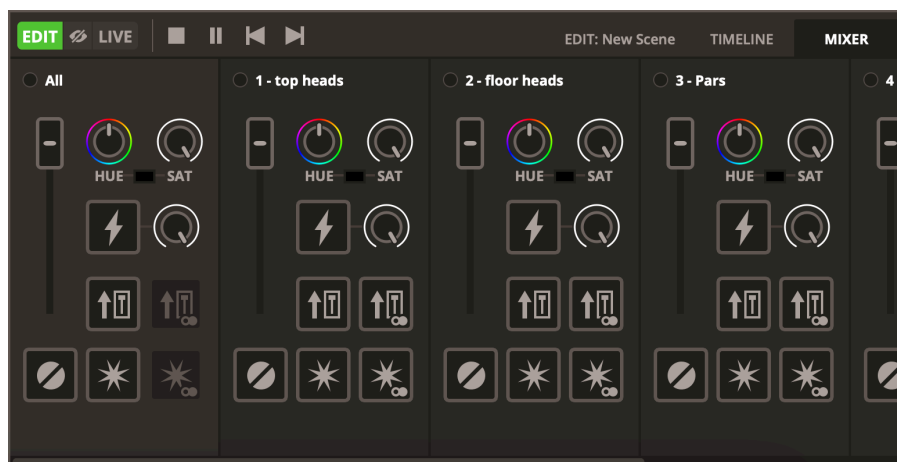 EDIT LIVE EDIT: New Scene TIMELINE MIXER
All 1 - top heads 2 - floor heads 3 - Pars 4
HUE SAT HUE SAT HUE SAT HUE SAT